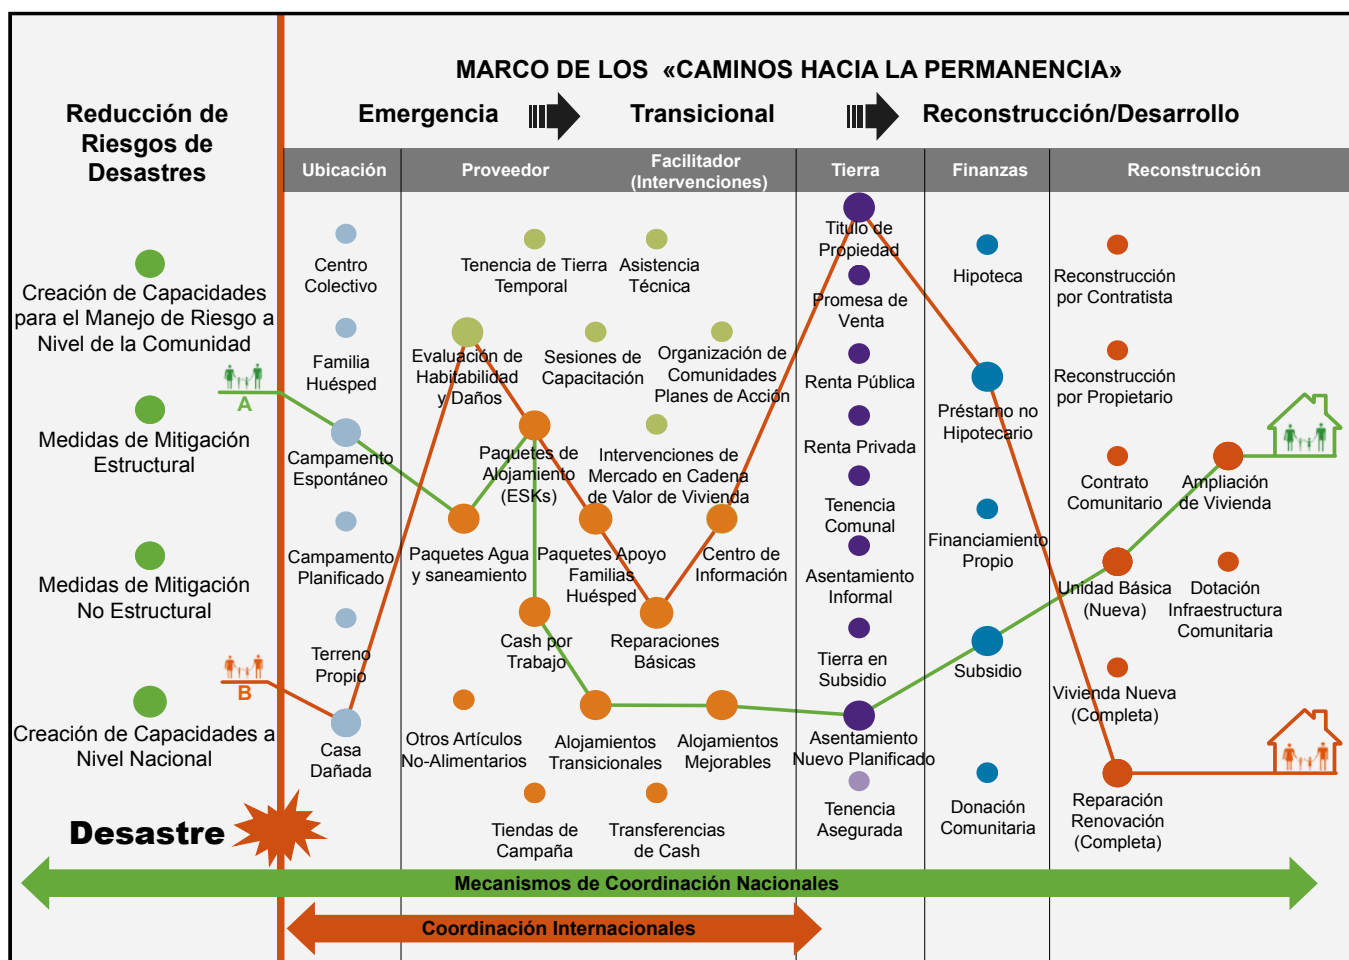 MARCO DE LOS «CAMINOS HACIA LA PERMANENCIA»
Reducción de
Riesgos de
Desastres
Emergencia
Transicional
Reconstrucción/Desarrollo
Ubicación
Proveedor
Facilitador
(Intervenciones)
Tierra
Finanzas
Reconstrucción
Creación de Capacidades
para el Manejo de Riesgo a
Nivel de la Comunidad
A
Medidas de Mitigación
Estructural
Medidas de Mitigación
No Estructural
B
Creación de Capacidades a
Nivel Nacional
Desastre
Centro
Colectivo
Familia
Huésped
Campamento
Espontáneo
Campamento
Planificado
Terreno
Propio
Casa
Dañada
Tenencia de Tierra
Temporal
Asistencia
Técnica
Evaluación de
Habitabilidad
y Daños
Sesiones de
Capacitación
Organización de
Comunidades
Planes de Acción
Paquetes de
Alojamiento
(ESKs)
Intervenciones de
Mercado en Cadena
de Valor de Vivienda
Paquetes Agua
y saneamiento
Paquetes Apoyo
Familias
Huésped
Centro de
Información
Cash por
Trabajo
Reparaciones
Básicas
Otros Artículos
No-Alimentarios
Alojamientos
Transicionales
Alojamientos
Mejorables
Tiendas de
Campaña
Transferencias
de Cash
Titulo de
Propiedad
Promesa de
Venta
Renta Pública
Renta Privada
Tenencia
Comunal
Asentamiento
Informal
Tierra en
Subsidio
Asentamiento
Nuevo Planificado
Tenencia
Asegurada
Hipoteca
Préstamo no
Hipotecario
Financiamiento
Propio
Subsidio
Donación
Comunitaria
Reconstrucción
por Contratista
Reconstrucción
por Propietario
Contrato
Comunitario
Ampliación
de Vivienda
Unidad Básica
(Nueva)
Dotación
Infraestructura
Comunitaria
Vivienda Nueva
(Completa)
Reparación
Renovación
(Completa)
Mecanismos de Coordinación Nacionales
Coordinación Internacionales